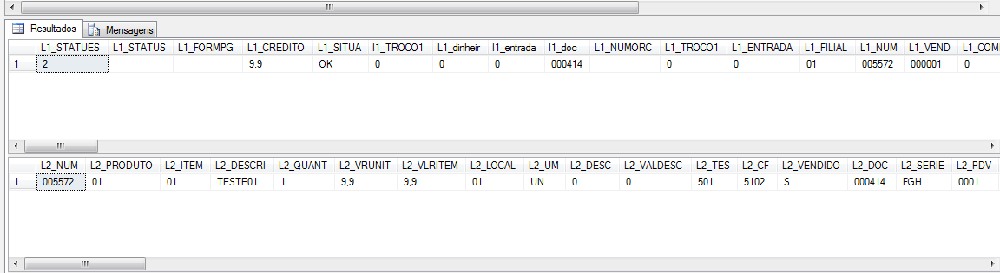 Resultados Mensagens
L1_STATUES L1_STATUS L1_FORMPG L1_CREDITO L1_SITUA l1_TROCO1 L1_dinheir l1_entrada l1_doc L1_NUMORC L1_TROCO1 L1_ENTRADA L1_FILIAL L1_NUM L1_VEND L1_COMI
1 2 9,9 OK 0 0 0 000414 0 0 01 005572 000001 0
L2_NUM L2_PRODUTO L2_ITEM L2_DESCRI L2_QUANT L2_VRUNIT L2_VLRITEM L2_LOCAL L2_UM L2_DESC L2_VALDESC L2_TES L2_CF L2_VENDIDO L2_DOC L2_SERIE L2_PDV
1 005572 01 01 TESTE01 1 9,9 9,9 01 UN 0 0 501 5102 S 000414 FGH 0001